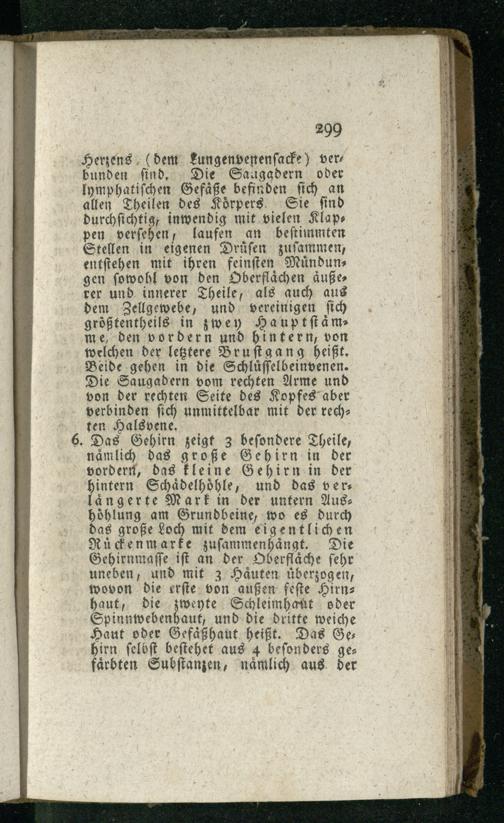 299
Herzens (dem Lungenvenensacke) ver-
bunden sind. Die Saugadern oder
lymphatischen Gefäße befinden sich an
allen Theilen des Körpers. Sie sind
durchsichtig, inwendig mit vielen Klap-
pen versehen, laufen an bestimmten
Stellen in eigenen Drüsen zusammen,
entstehen mit ihren feinsten Mündun-
gen sowohl von den Oberflächen äuße-
rer und innerer Theile, als auch aus
dem Zellgewebe, und vereinigen sich
größtentheils in zwey Hauptstäm-
me, den vordern und hintern, von
welchen der letztere Brustgang heißt.
Beide gehen in die Schlüsselbeinvenen.
Die Saugadern vom rechten Arme und
von der rechten Seite des Kopfes aber
verbinden sich unmittelbar mit der rech-
ten Halsvene.
6. Das Gehirn zeigt 3 besondere Theile,
nämlich das große Gehirn in der
vordern, das kleine Gehirn in der
hintern Schädelhöhle, und das ver-
längerte Mark in der untern Aus-
höhlung am Grundbeine, wo es durch
das große Loch mit dem eigentlichen
Rückenmarke zusammenhängt. Die
Gehirnmasse ist an der Oberfläche sehr
uneben, und mit 3 Häuten überzogen,
wovon die erste von außen feste Hirn-
haut, die zweyte Schleimhaut oder
Spinnwebenhaut, und die dritte weiche
Haut oder Gefäßhaut heißt. Das Ge-
hirn selbst bestehet aus 4 besonders ge-
färbten Substanzen, nämlich aus der